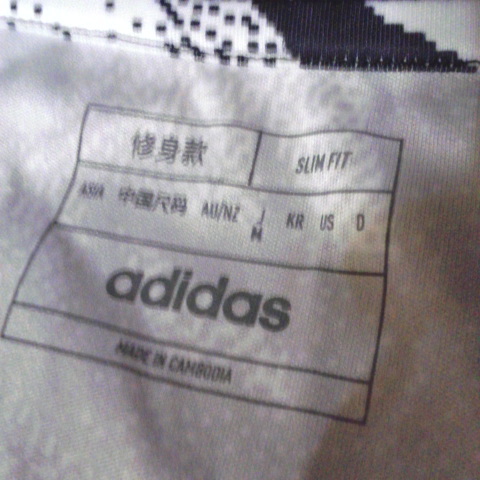 修身款 SLIM FIT
ASIA 中国尺码 AU/NZ J KR US D
M
adidas
MADE IN CAMBODIA